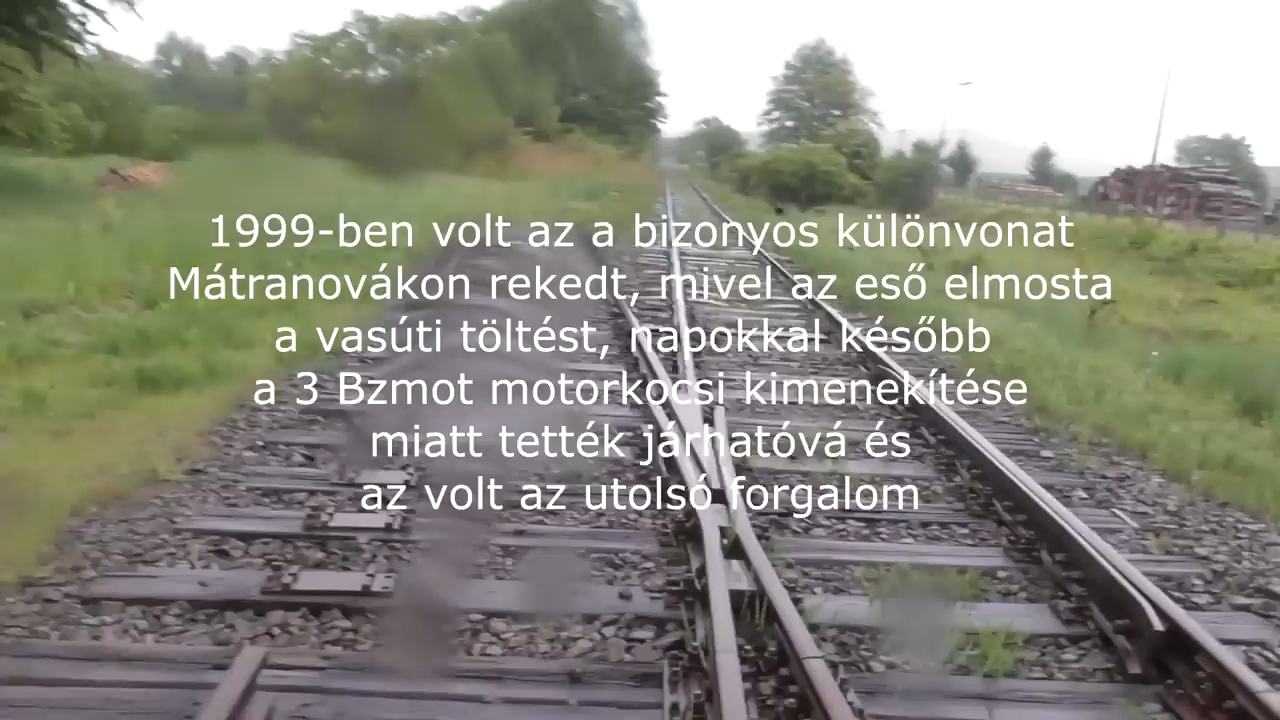 1999-ben volt az a bizonyos különvonat
Mátranovákon rekedt, mivel az eső elmosta
a vasúti töltést, napokkal később
a 3 Bzmot motorkocsi kimenekítése
miatt tették járhatóvá és
az volt az utolsó forgalom